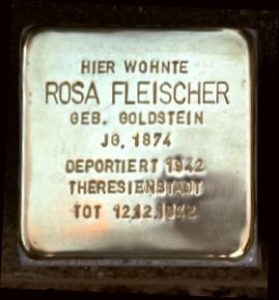 HIER WOHNTE
ROSA FLEISCHER
GEB. GOLDSTEIN
JG. 1874
DEPORTIERT 1942
THERESIENSTADT
TOT 12.12.1942